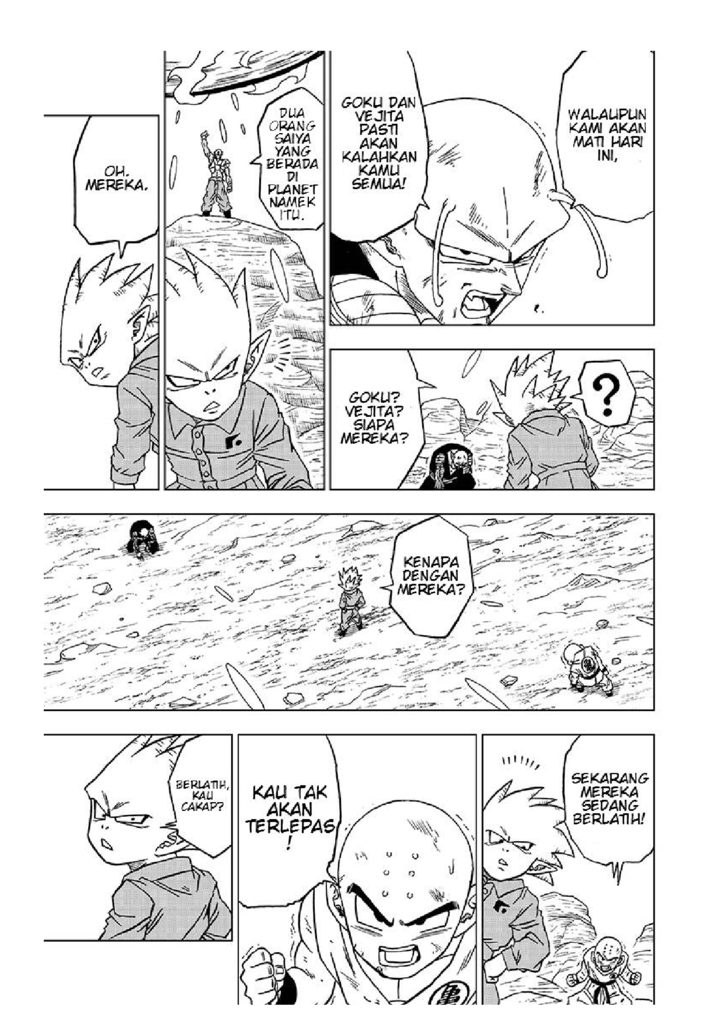 WALAUPUN
KAMI AKAN
MATI HARI
INI,
GOKU DAN
VEJITA
PASTI
AKAN
KALAHKAN
KAMU
SEMUA!
?
GOKU?
VEJITA?
SIAPA
MEREKA?
DUA
ORANG
SAIYA
YANG
BERADA
DI
PLANET
NAMEK
ITU.
OH.
MEREKA.
KENAPA
DENGAN
MEREKA?
SEKARANG
MEREKA
SEDANG
BERLATIH!
KAU TAK
AKAN
TERLEPAS
!
亀
BERLATIH,
KAU
CAKAP?